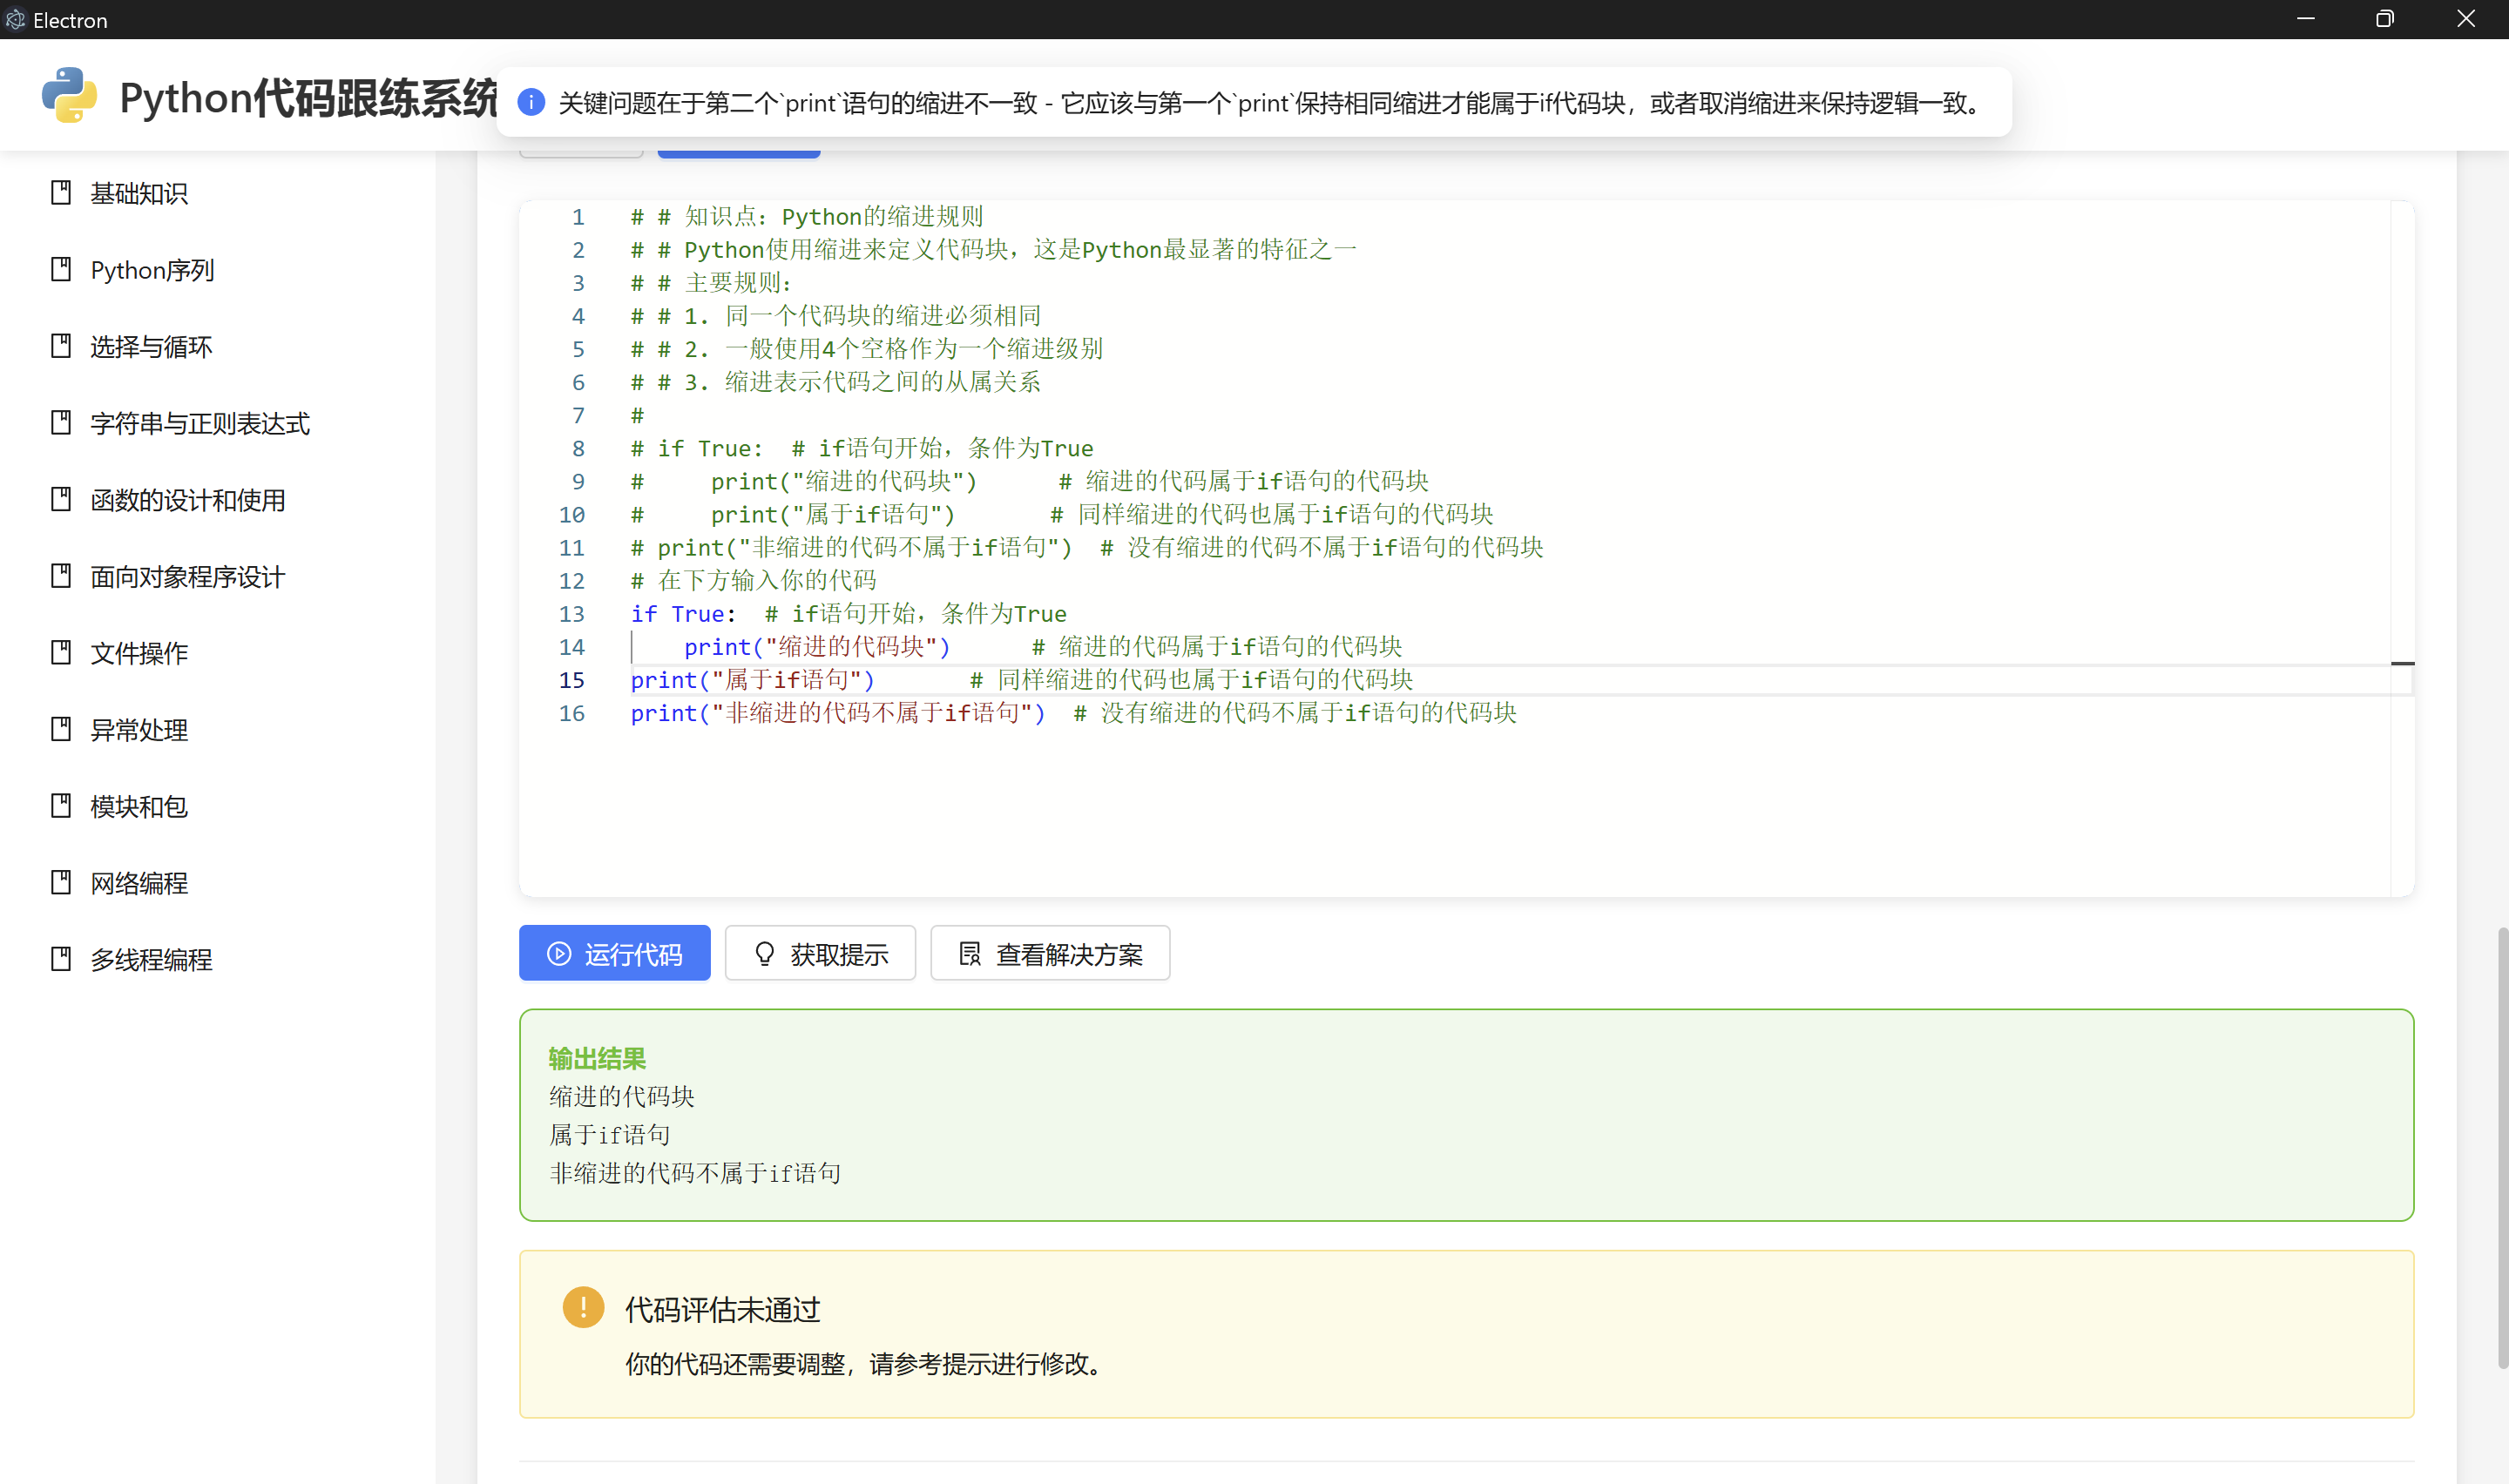 Electron
Python代码跟练系统
关键问题在于第二个`print`语句的缩进不一致 - 它应该与第一个`print`保持相同缩进才能属于if代码块，或者取消缩进来保持逻辑一致。
基础知识
Python序列
选择与循环
字符串与正则表达式
函数的设计和使用
面向对象程序设计
文件操作
异常处理
模块和包
网络编程
多线程编程
1 # # 知识点：Python的缩进规则
2 # # Python使用缩进来定义代码块，这是Python最显著的特征之一
3 # # 主要规则：
4 # # 1. 同一个代码块的缩进必须相同
5 # # 2. 一般使用4个空格作为一个缩进级别
6 # # 3. 缩进表示代码之间的从属关系
7 #
8 # if True:  # if语句开始，条件为True
9 #     print("缩进的代码块")      # 缩进的代码属于if语句的代码块
10 #     print("属于if语句")       # 同样缩进的代码也属于if语句的代码块
11 # print("非缩进的代码不属于if语句")  # 没有缩进的代码不属于if语句的代码块
12 # 在下方输入你的代码
13 if True:  # if语句开始，条件为True
14     print("缩进的代码块")      # 缩进的代码属于if语句的代码块
15 print("属于if语句")       # 同样缩进的代码也属于if语句的代码块
16 print("非缩进的代码不属于if语句")  # 没有缩进的代码不属于if语句的代码块
运行代码 获取提示 查看解决方案
输出结果
缩进的代码块
属于if语句
非缩进的代码不属于if语句
代码评估未通过
你的代码还需要调整，请参考提示进行修改。